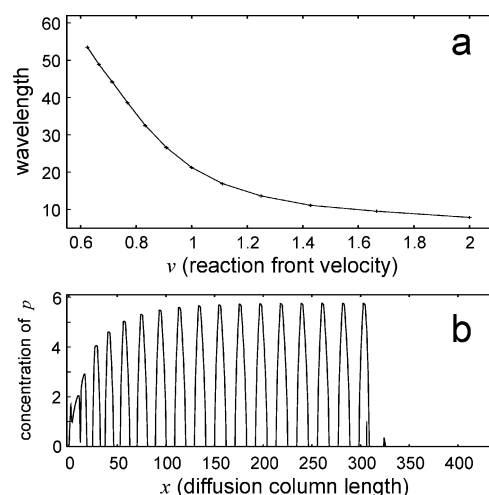 a
60
50
40
30
20
10
wavelength
0.6 0.8 1 1.2 1.4 1.6 1.8 2
v (reaction front velocity)
b
6
4
2
0
concentration of p
0 50 100 150 200 250 300 350 400
x (diffusion column length)